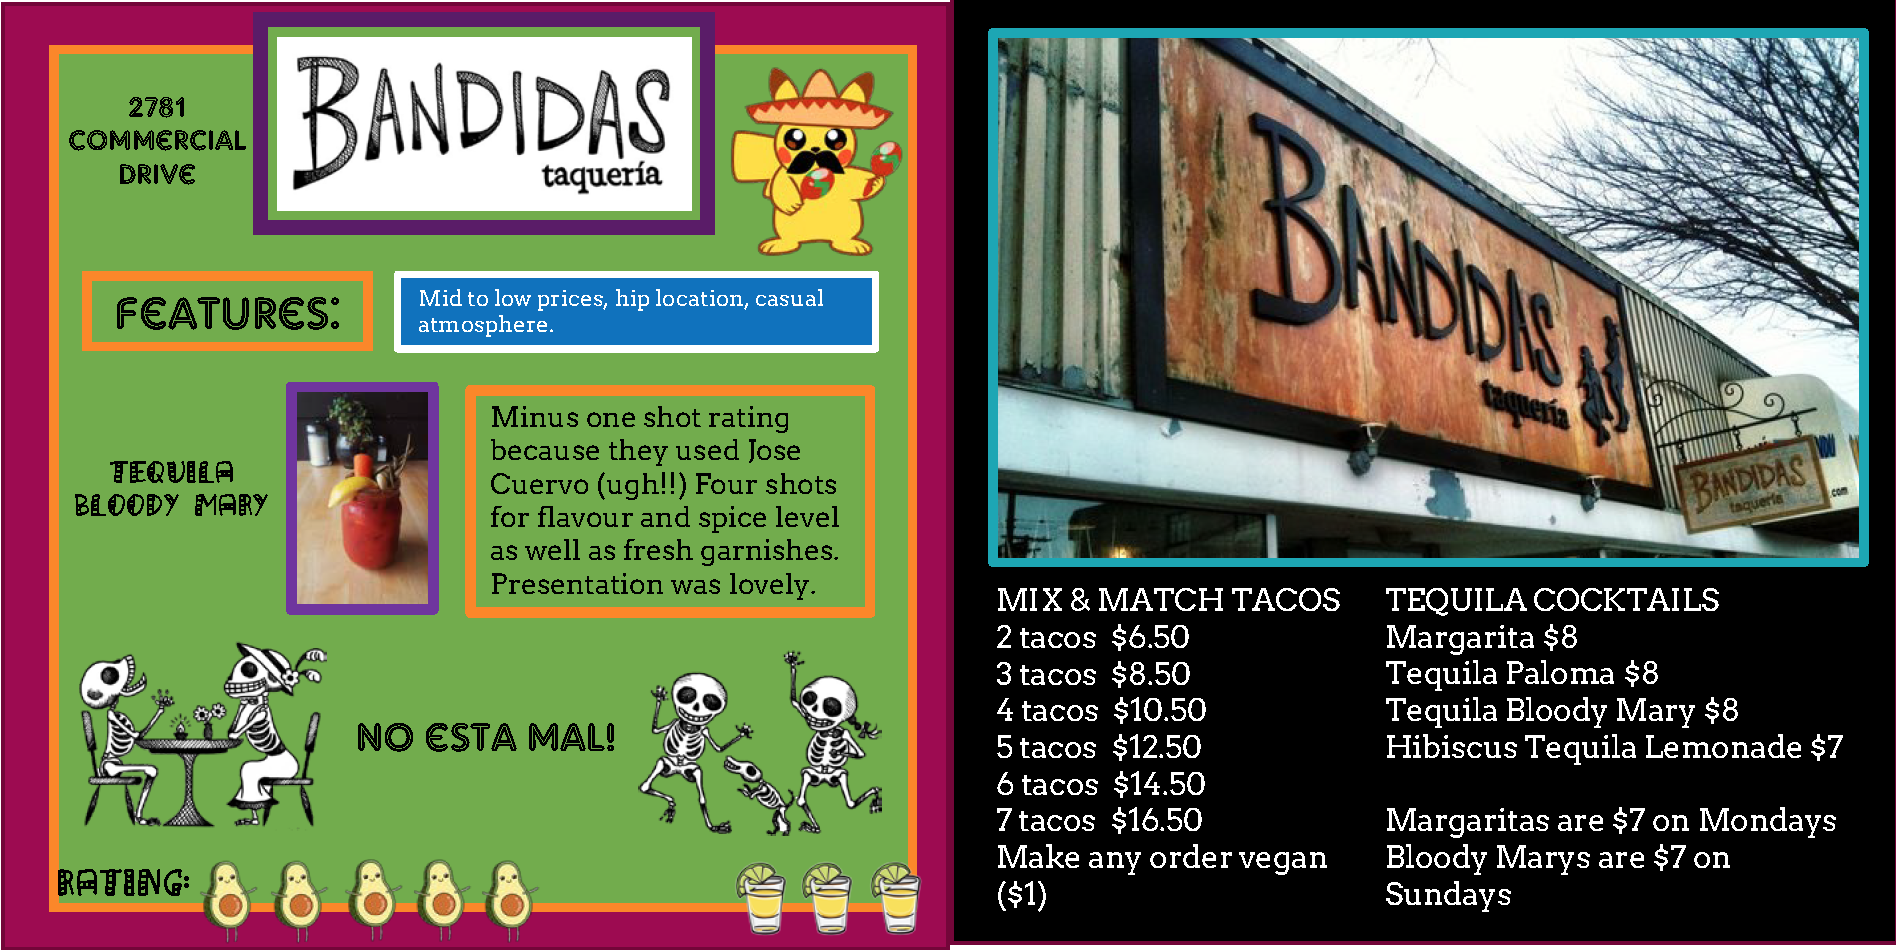 2781
COMMERCIAL
DRIVE
BANDIDAS
taquería
FEATURES:
Mid to low prices, hip location, casual
atmosphere.
TEQUILA
BLOODY MARY
Minus one shot rating
because they used Jose
Cuervo (ugh!!) Four shots
for flavour and spice level
as well as fresh garnishes.
Presentation was lovely.
NO ESTA MAL!
RATING:
BANDIDAS
taquería
BANDIDAS
taqueria
.com
MIX & MATCH TACOS
2 tacos $6.50
3 tacos $8.50
4 tacos $10.50
5 tacos $12.50
6 tacos $14.50
7 tacos $16.50
Make any order vegan
($1)
TEQUILA COCKTAILS
Margarita $8
Tequila Paloma $8
Tequila Bloody Mary $8
Hibiscus Tequila Lemonade $7
Margaritas are $7 on Mondays
Bloody Marys are $7 on
Sundays